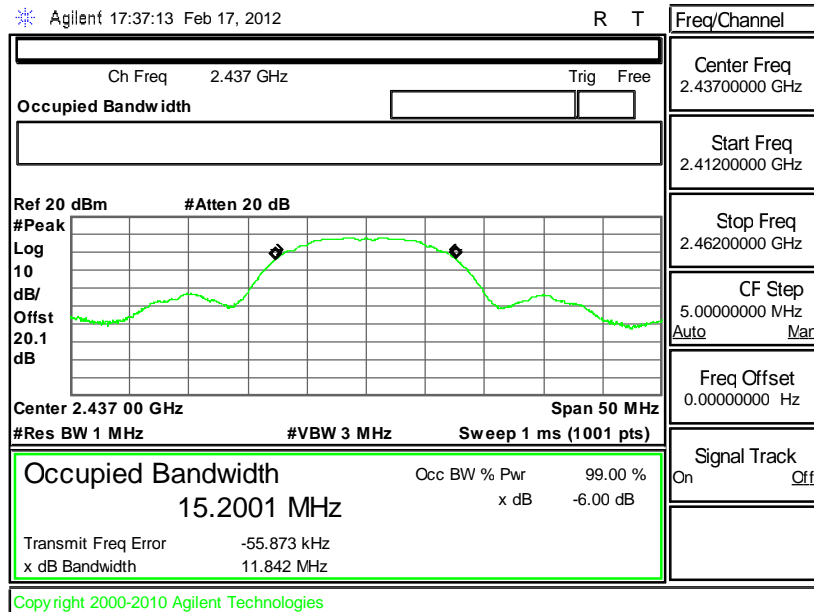 Agilent 17:37:13 Feb 17, 2012 R T
Freq/Channel
Ch Freq 2.437 GHz Trig Free
Occupied Bandwidth
Center Freq
2.43700000 GHz
Start Freq
2.41200000 GHz
Stop Freq
2.46200000 GHz
CF Step
5.00000000 MHz
Auto Man
Freq Offset
0.00000000 Hz
Signal Track
On Off
Ref 20 dBm #Atten 20 dB
#Peak
Log
10
dB/
Offst
20.1
dB
Center 2.437 00 GHz Span 50 MHz
#Res BW 1 MHz #VBW 3 MHz Sweep 1 ms (1001 pts)
Occupied Bandwidth Occ BW % Pwr 99.00 %
15.2001 MHz x dB -6.00 dB
Transmit Freq Error -55.873 kHz
x dB Bandwidth 11.842 MHz
Copyright 2000-2010 Agilent Technologies